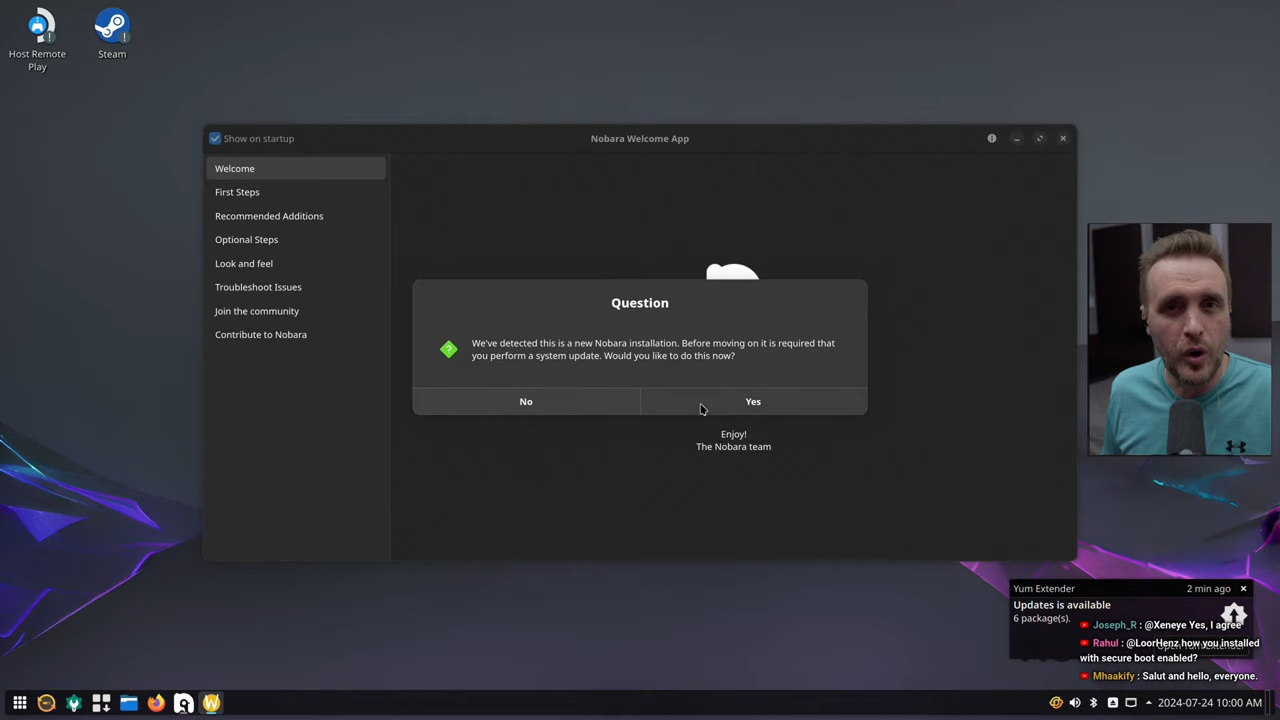 Host Remote
Play
Steam
Show on startup
Nobara Welcome App
Welcome
First Steps
Recommended Additions
Optional Steps
Look and feel
Troubleshoot Issues
Join the community
Contribute to Nobara
Question
We've detected this is a new Nobara installation. Before moving on it is required that
you perform a system update. Would you like to do this now?
No
Yes
Enjoy!
The Nobara team
Yum Extender
2 min ago
Updates is available
6 package(s).
Joseph_R : @Xeneye Yes, I agree
Rahul : @LoorHenz how you installed
with secure boot enabled?
Mhaakify : Salut and hello, everyone.
2024-07-24 10:00 AM